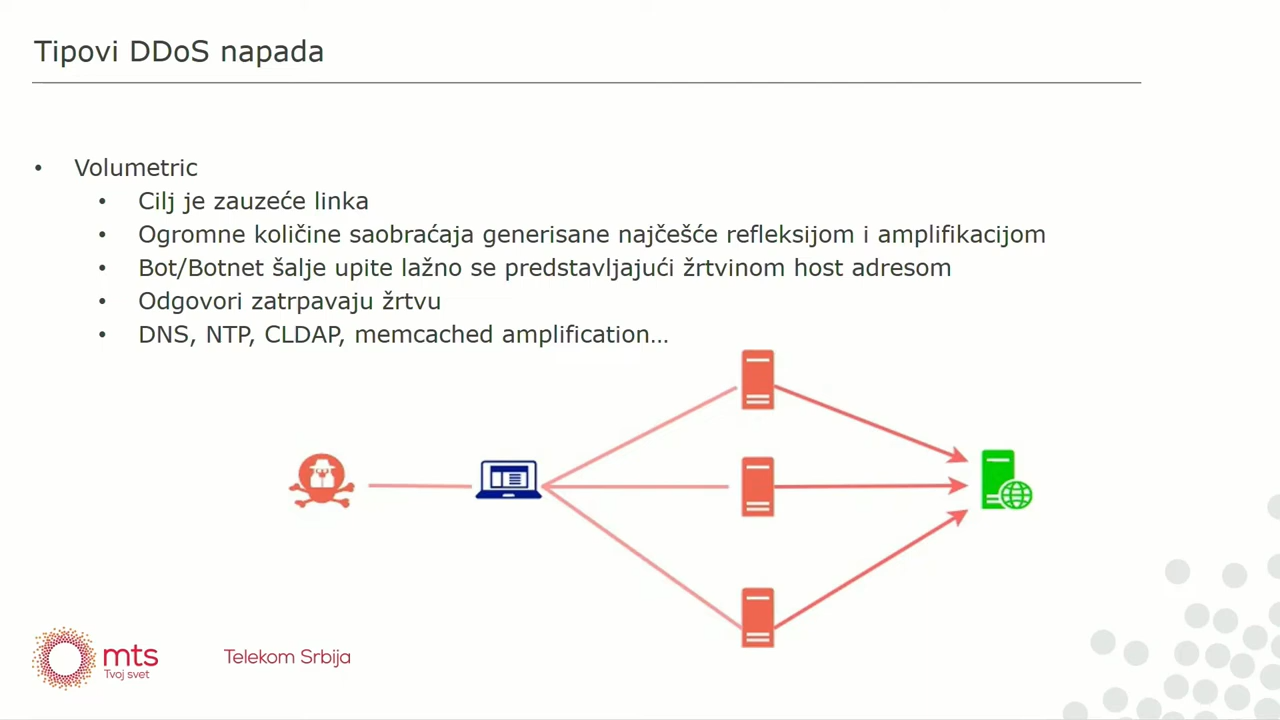 Tipovi DDoS napada
• Volumetric
• Cilj je zauzeće linka
• Ogromne količine saobraćaja generisane najčešće refleksijom i amplifikacijom
• Bot/Botnet šalje upite lažno se predstavljajući žrtvinom host adresom
• Odgovori zatrpavaju žrtvu
• DNS, NTP, CLDAP, memcached amplification…
mts
Tvoj svet
Telekom Srbija